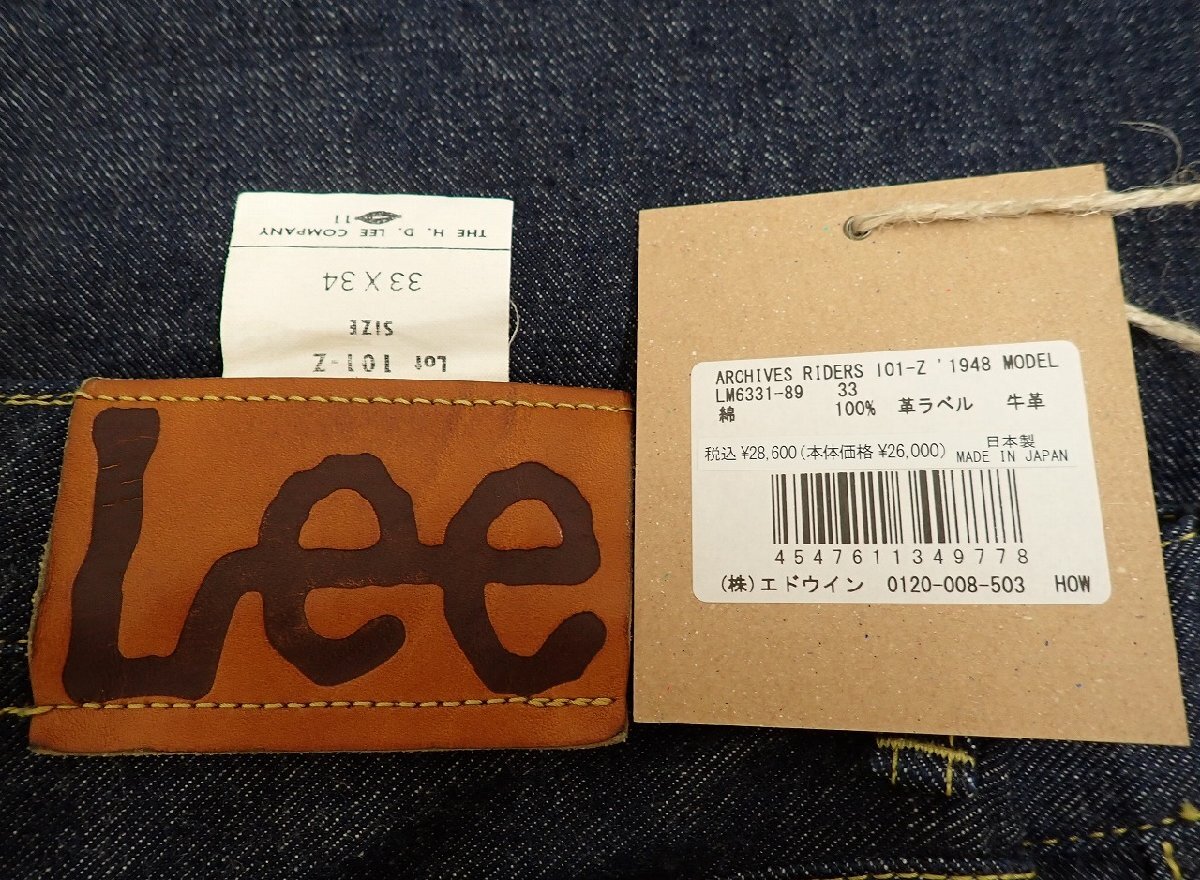 THE H. D. LEE COMPANY
11
33 X 34
SIZE
Lot 101-Z
Lee
ARCHIVES RIDERS 101-Z '1948 MODEL
LM6331-89 33
綿 100% 革ラベル 牛革
税込 ¥28,600(本体価格 ¥26,000) 日本製
MADE IN JAPAN
4547611349778
(株)エドウイン 0120-008-503 HOW